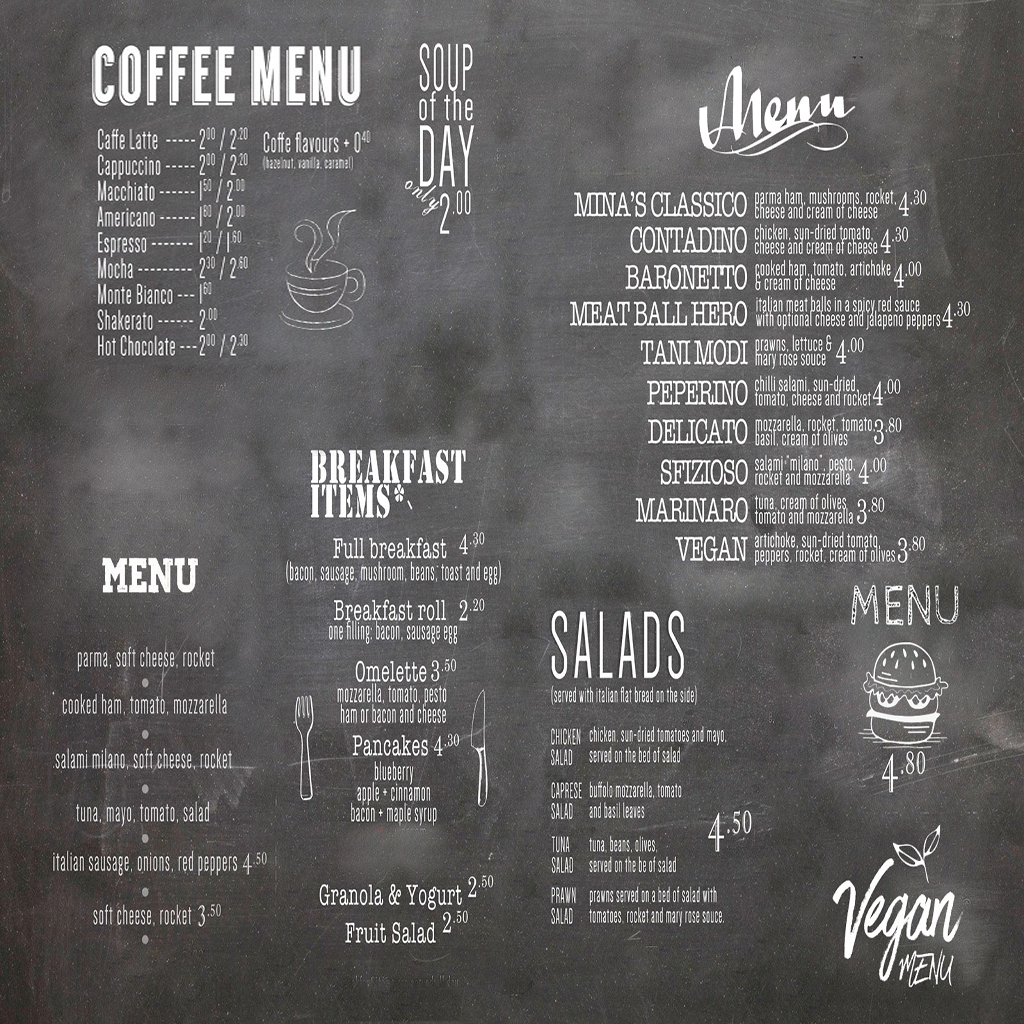 COFFEE MENU
Caffe Latte ----- 2.00 / 2.20
Cappuccino ------ 2.00 / 2.20
Macchiato ------- 1.50 / 2.00
Americano ------- 1.80 / 2.00
Espresso -------- 1.20 / 1.60
Mocha ---------- 2.30 / 2.60
Monte Bianco --- 1.60
Shakerato ------ 2.00
Hot Chocolate --- 2.00 / 2.30
Coffe flavours + 0.40
(hazelnut, vanilla, caramel)
SOUP
of the
DAY
only
2.00
Menu
MINA'S CLASSICO parma ham, mushrooms, rocket, cheese and cream of cheese 4.30
CONTADINO chicken, sun-dried tomato, cheese and cream of cheese 4.30
BARONETTO cooked ham, tomato, artichoke & cream of cheese 4.00
MEAT BALL HERO italian meat balls in a spicy red sauce with optional cheese and jalapeno peppers 4.30
TANI MODI prawns, lettuce & mary rose souce 4.00
PEPERINO chilli salami, sun-dried, tomato, cheese and rocket 4.00
DELICATO mozzarella, rocket, tomato, basil, cream of olives 3.80
SFIZIOSO salami "milano", pesto, rocket and mozzarella 4.00
MARINARO tuna, cream of olives, tomato and mozzarella 3.80
VEGAN artichoke, sun-dried tomato, peppers, rocket, cream of olives 3.80
BREAKFAST
ITEMS*
Full breakfast 4.30
(bacon, sausage, mushroom, beans, toast and egg)
Breakfast roll 2.20
one filling: bacon, sausage egg
Omelette 3.50
mozzarella, tomato, pesto
ham or bacon and cheese
Pancakes 4.30
blueberry
apple + cinnamon
bacon + maple syrup
Granola & Yogurt 2.50
Fruit Salad 2.50
MENU
parma, soft cheese, rocket
cooked ham, tomato, mozzarella
salami milano, soft cheese, rocket
tuna, mayo, tomato, salad
italian sausage, onions, red peppers 4.50
soft cheese, rocket 3.50
SALADS
(served with italian flat bread on the side)
CHICKEN chicken, sun-dried tomatoes and mayo,
SALAD served on the bed of salad
CAPRESE buffolo mozzarella, tomato
SALAD and basil leaves
4.50
TUNA tuna, beans, olives,
SALAD served on the be of salad
PRAWN prawns served on a bed of salad with
SALAD tomatoes, rocket and mary rose souce.
MENU
4.80
Vegan
MENU